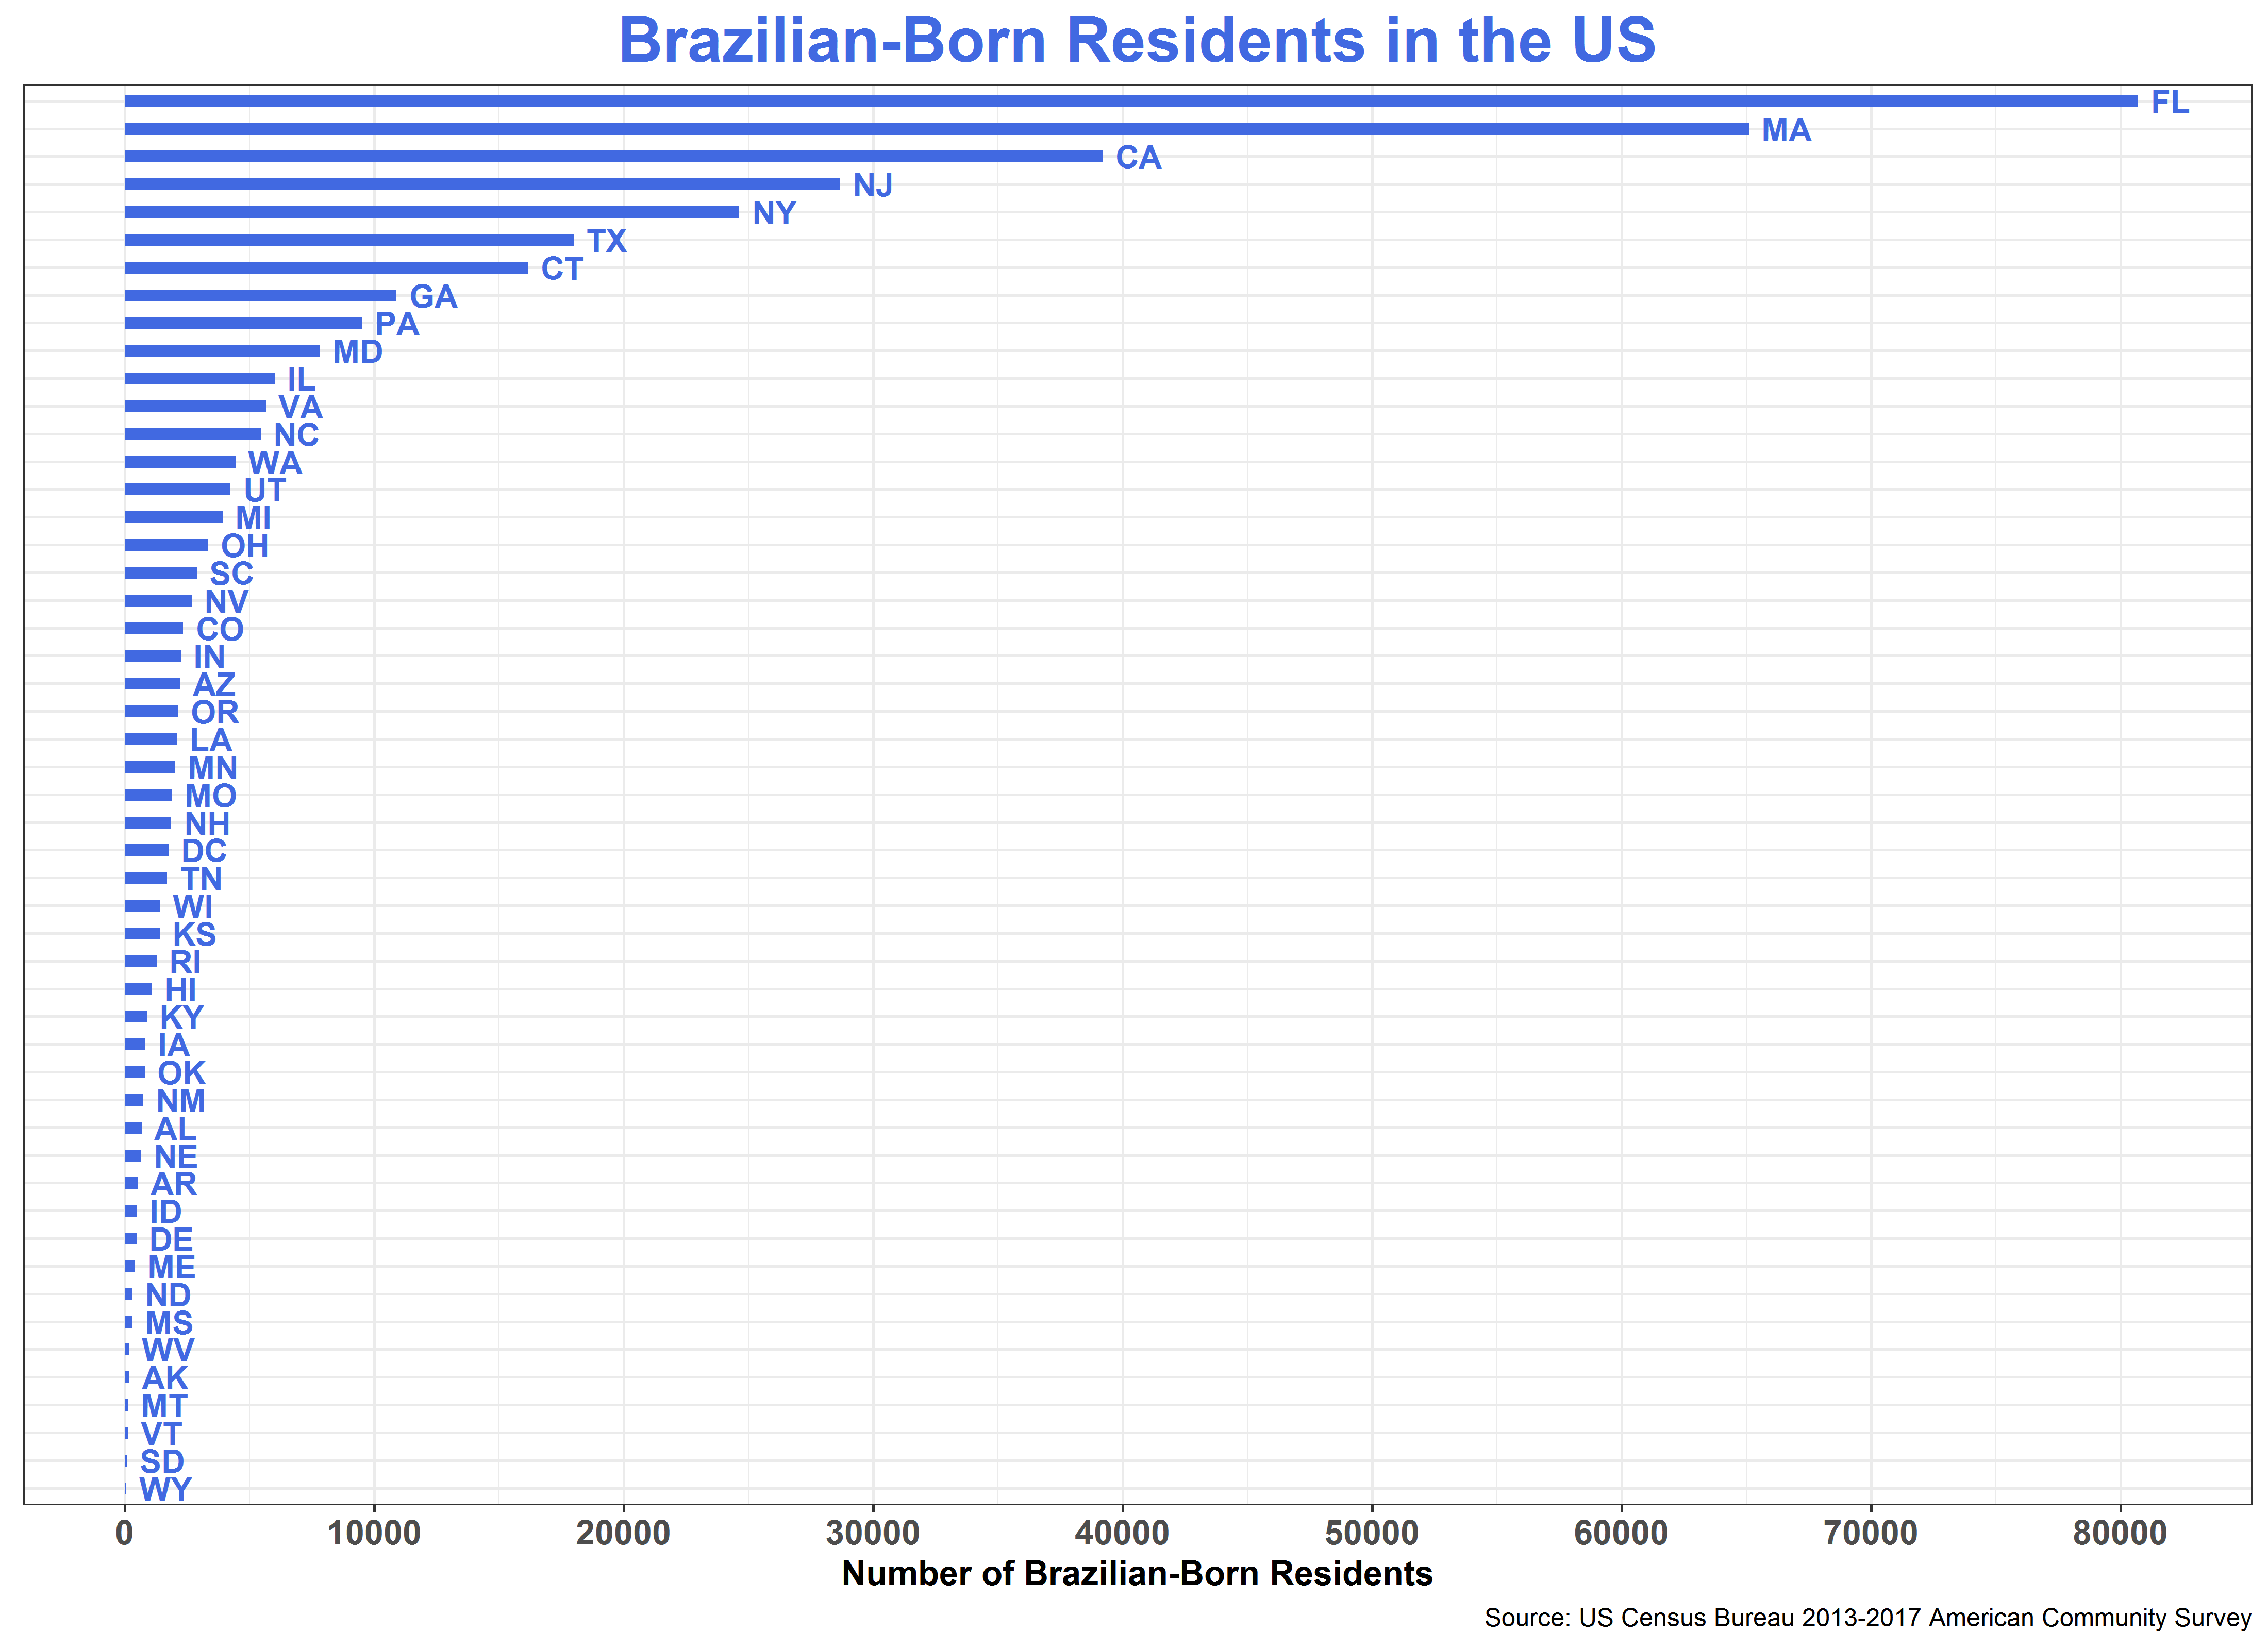 Brazilian-Born Residents in the US
FL
MA
CA
NJ
NY
TX
CT
GA
PA
MD
IL
VA
NC
WA
UT
MI
OH
SC
NV
CO
IN
AZ
OR
LA
MN
MO
NH
DC
TN
WI
KS
RI
HI
KY
IA
OK
NM
AL
NE
AR
ID
DE
ME
ND
MS
WV
AK
MT
VT
SD
WY
0 10000 20000 30000 40000 50000 60000 70000 80000
Number of Brazilian-Born Residents
Source: US Census Bureau 2013-2017 American Community Survey